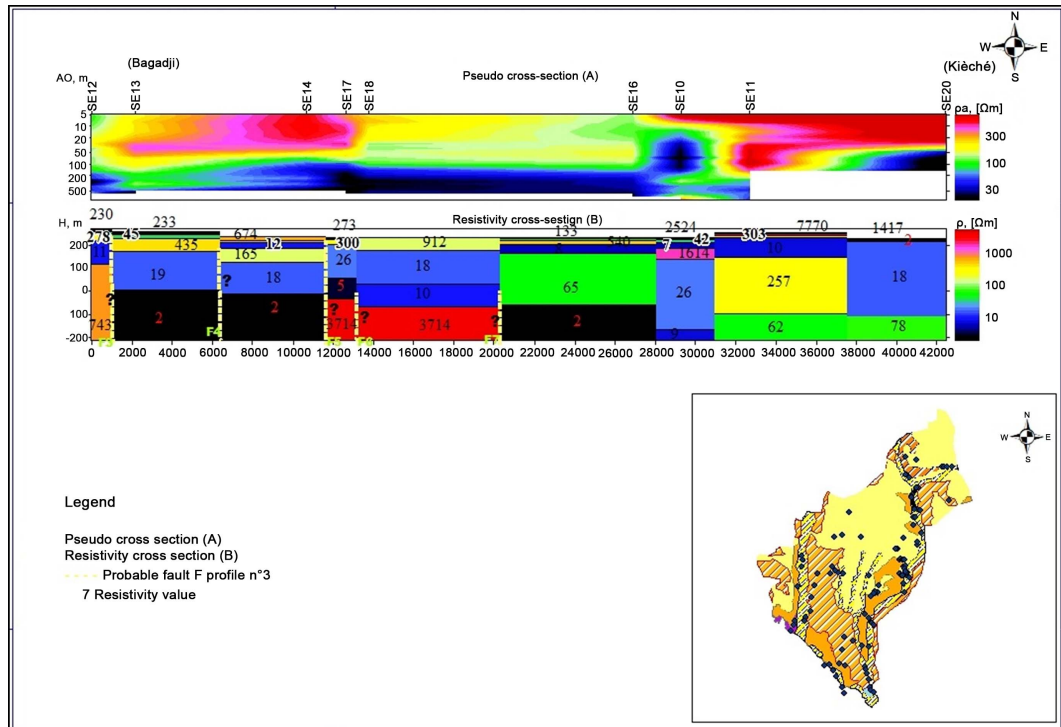 N
W E
S
(Bagadji)
(Kièché)
AO, m
Pseudo cross-section (A)
SE12 SE13 SE14 SE17 SE18 SE16 SE10 SE11 SE20
ρa, [Ωm]
5
10
20
50
100
200
500
300
100
30
Resistivity cross-sestign (B)
H, m
ρ, [Ωm]
230 233 273 133 2524 7770 1417
278 45 674 300 912 540 7 42 303 2
11 435 12 165 26 18 1614 10
19 18 5 10 65 26 257 18
743 2 2 3714 3714 2 9 62 78
? ? ? ? ?
F3 F4 F5 F6
200
100
0
100
-200
1000
100
10
0 2000 4000 6000 8000 10000 12000 14000 16000 18000 20000 22000 24000 26000 28000 30000 32000 34000 36000 38000 40000 42000
N
W E
S
Legend
Pseudo cross section (A)
Resistivity cross section (B)
Probable fault F profile n°3
7 Resistivity value